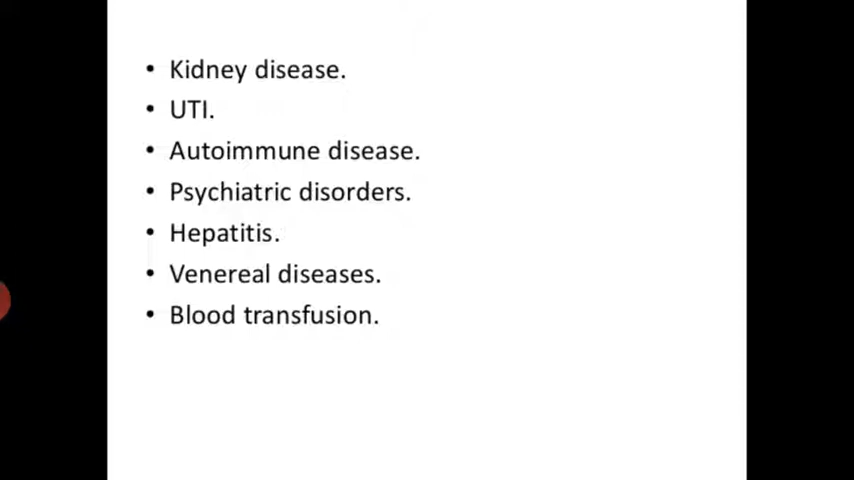 • Kidney disease.
• UTI.
• Autoimmune disease.
• Psychiatric disorders.
• Hepatitis.
• Venereal diseases.
• Blood transfusion.